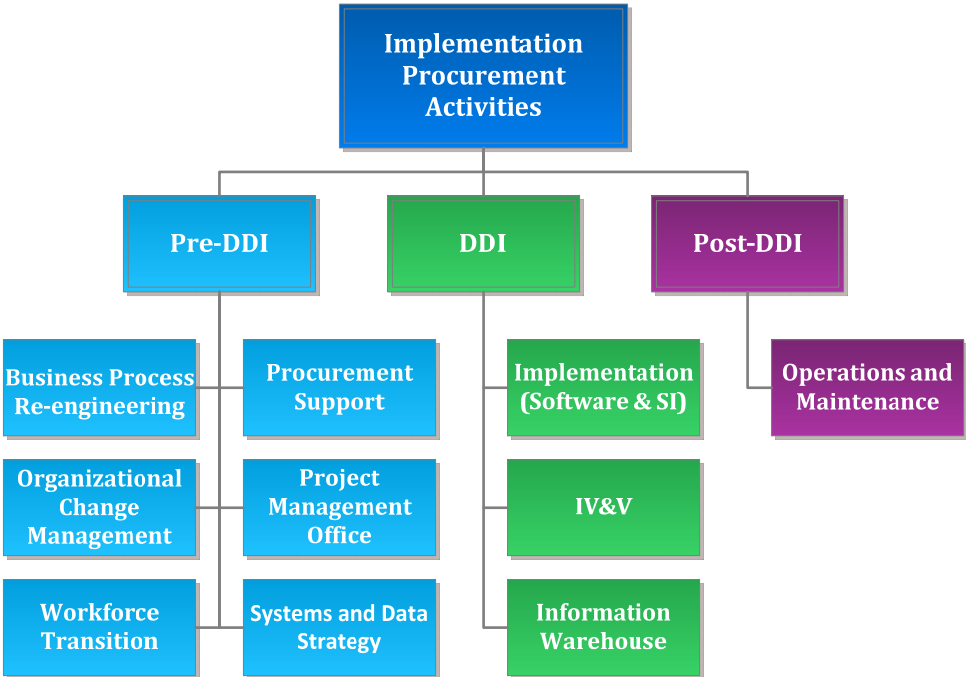 Implementation
Procurement
Activities
Pre-DDI
DDI
Post-DDI
Business Process
Re-engineering
Procurement
Support
Implementation
(Software & SI)
Operations and
Maintenance
Organizational
Change
Management
Project
Management
Office
IV&V
Workforce
Transition
Systems and Data
Strategy
Information
Warehouse